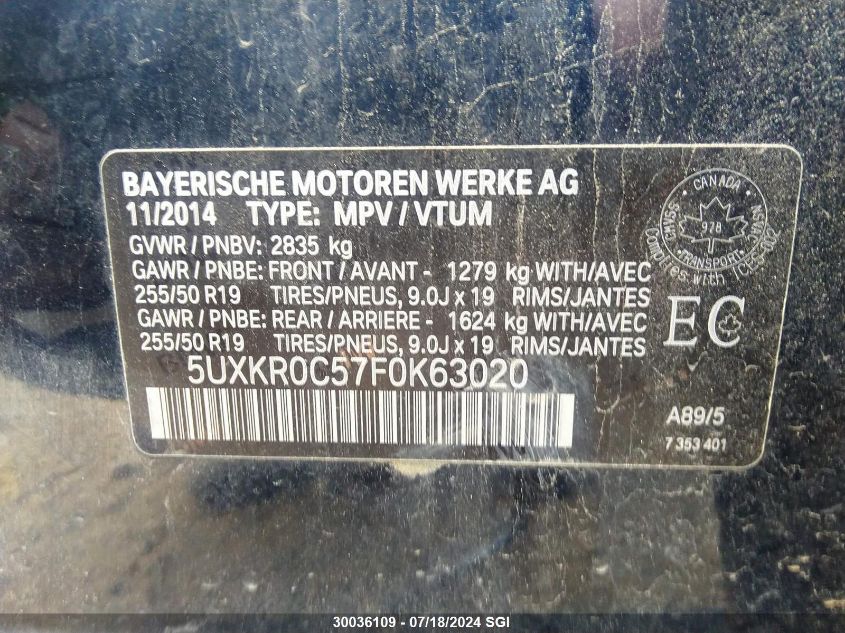 BAYERISCHE MOTOREN WERKE AG
11/2014 TYPE: MPV / VTUM
GVWR / PNBV: 2835 kg
GAWR / PNBE: FRONT / AVANT - 1279 kg WITH/AVEC
255/50 R19 TIRES/PNEUS, 9.0J x 19 RIMS/JANTES
GAWR / PNBE: REAR / ARRIERE - 1624 kg WITH/AVEC
255/50 R19 TIRES/PNEUS, 9.0J x 19 RIMS/JANTES
5UXKR0C57F0K63020
CANADA
978
TRANSPORT
EC
A89/5
7 353 401
30036109 - 07/18/2024 SGI